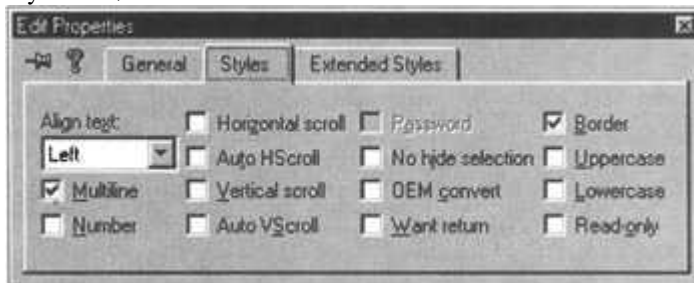 Edit Properties
General Styles Extended Styles
Align text: Horizontal scroll Password Border
Left Auto HScroll No hide selection Uppercase
Multiline Vertical scroll OEM convert Lowercase
Number Auto VScroll Want return Read-only